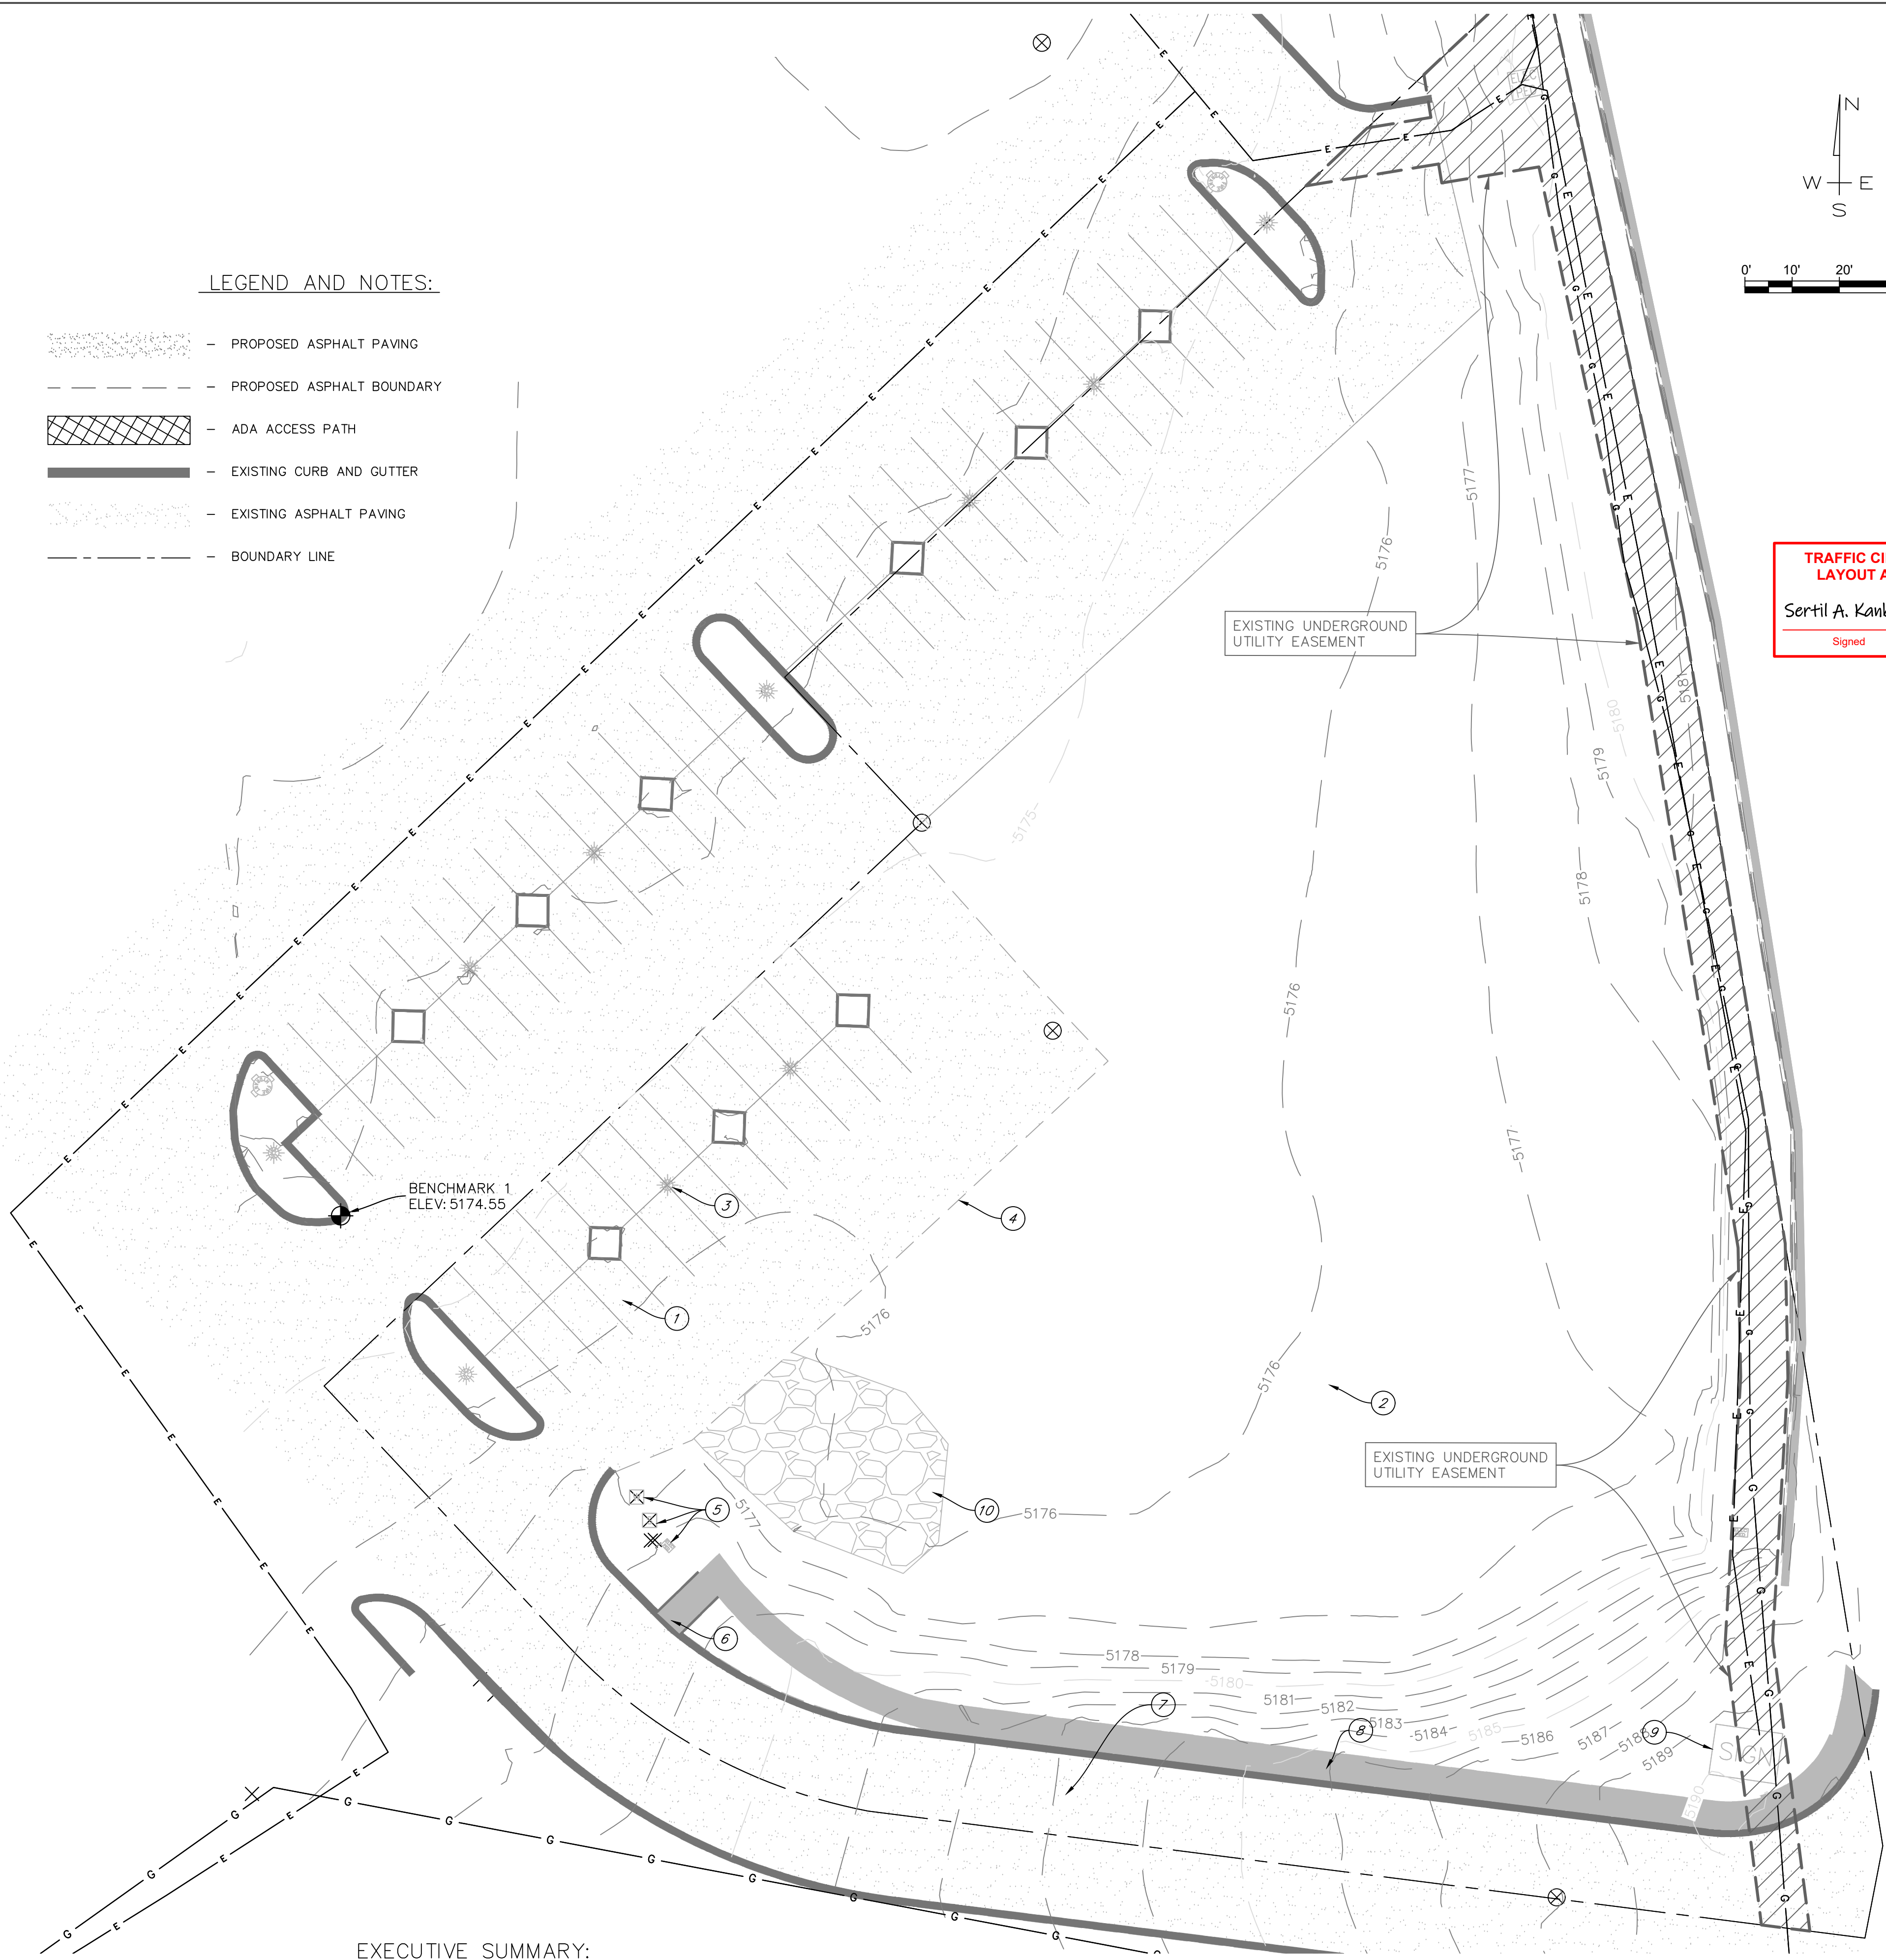 N
W E
S
0' 10' 20'
LEGEND AND NOTES:
- PROPOSED ASPHALT PAVING
- PROPOSED ASPHALT BOUNDARY
- ADA ACCESS PATH
- EXISTING CURB AND GUTTER
- EXISTING ASPHALT PAVING
- BOUNDARY LINE
ELEC
PED
TRAFFIC CI
LAYOUT A
Sertil A. Kank
Signed
EXISTING UNDERGROUND
UTILITY EASEMENT
5177
5176
5181
5180
5179
5175
5178
5176
5177
BENCHMARK 1
ELEV: 5174.55
3
4
1
5176
5176
2
EXISTING UNDERGROUND
UTILITY EASEMENT
5
5177
10
5176
6
5178
5179
5180
5181
5182
5183
5184
5185
5186
5187
5188
5189
5190
7
8
9
SIGN
EXECUTIVE SUMMARY: